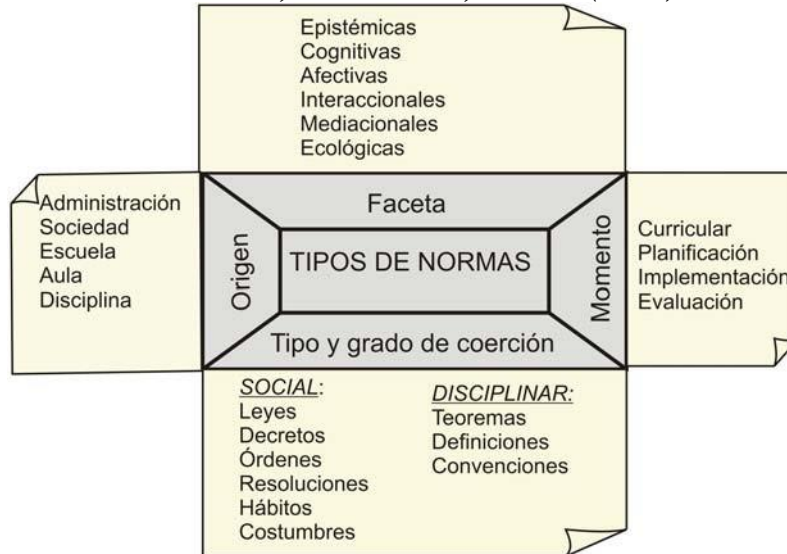 Epistémicas
Cognitivas
Afectivas
Interaccionales
Mediacionales
Ecológicas
Administración
Sociedad
Escuela
Aula
Disciplina
Faceta
Origen
TIPOS DE NORMAS
Momento
Tipo y grado de coerción
Curricular
Planificación
Implementación
Evaluación
SOCIAL:
Leyes
Decretos
Órdenes
Resoluciones
Hábitos
Costumbres
DISCIPLINAR:
Teoremas
Definiciones
Convenciones